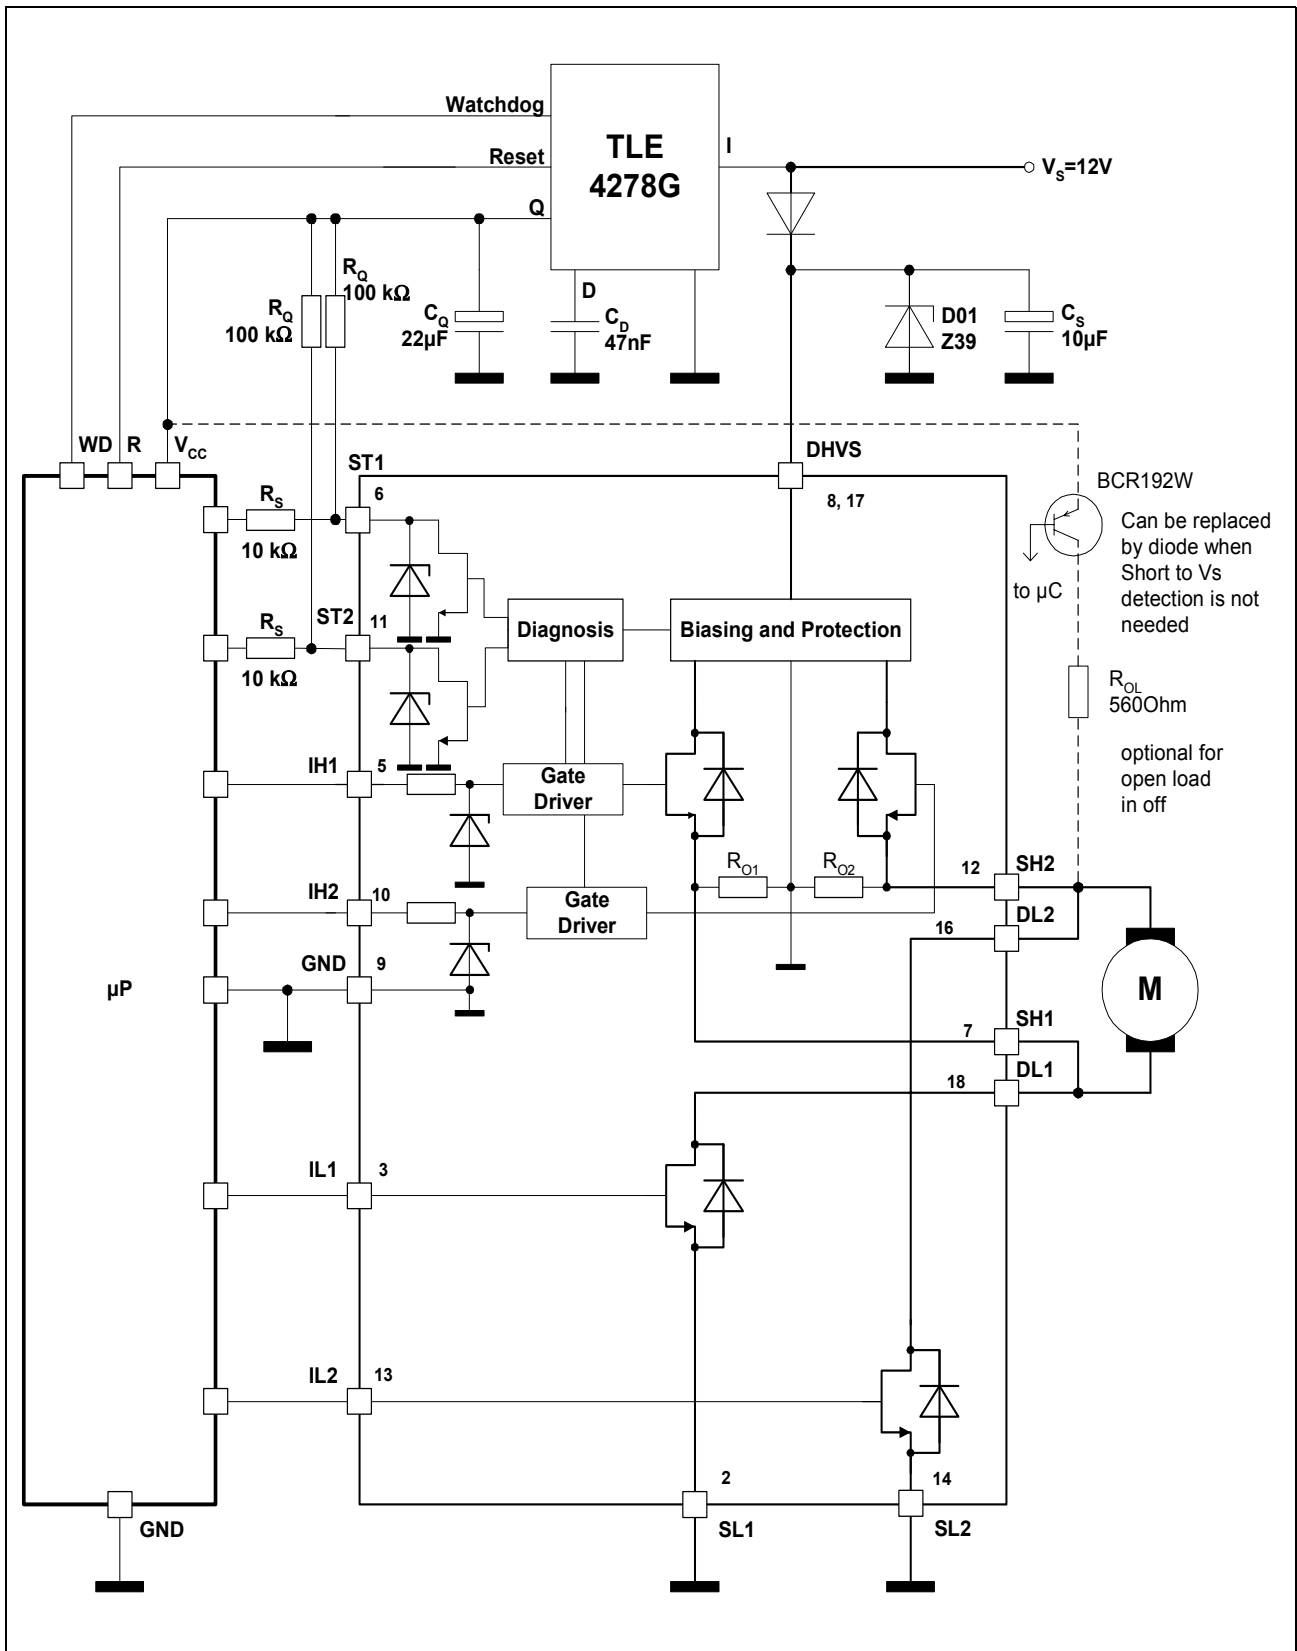 Watchdog
TLE
4278G
I
Reset
V_S=12V
Q
R_Q
100 kΩ
R_Q
100 kΩ
D
C_Q
22µF
C_D
47nF
D01
Z39
C_S
10µF
WD
R
V_CC
ST1
DHVS
6
8, 17
BCR192W
R_S
10 kΩ
Can be replaced
by diode when
Short to Vs
detection is not
needed
to µC
ST2
11
R_S
10 kΩ
Diagnosis
Biasing and Protection
R_OL
560Ohm
optional for
open load
in off
IH1
5
Gate
Driver
R_O1
R_O2
12
SH2
IH2
10
Gate
Driver
16
DL2
GND
9
µP
M
SH1
7
DL1
18
IL1
3
IL2
13
2
14
GND
SL1
SL2